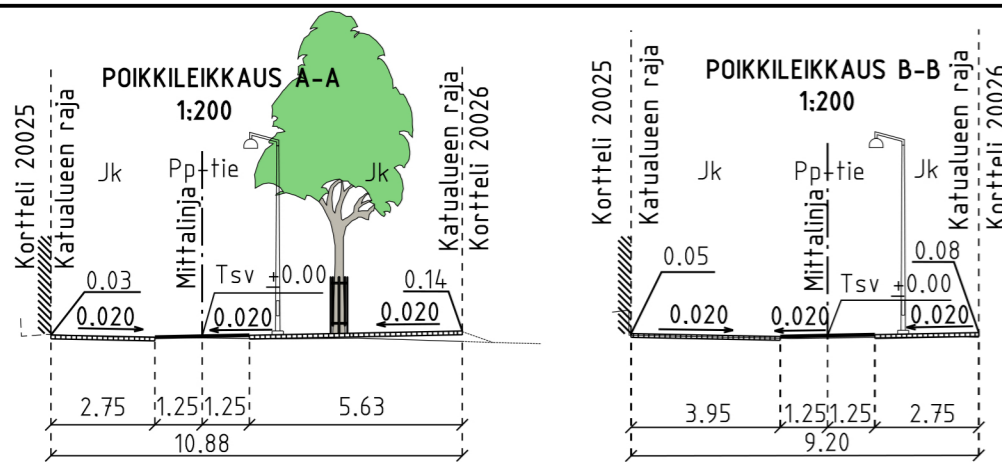 POIKKILEIKKAUS A-A
1:200
Kortteli 20025
Katualueen raja
Jk
Pp-tie
Jk
Mittalinja
Katualueen raja
Kortteli 20026
0.03
Tsv ±0.00
0.14
0.020
0.020
0.020
2.75
1.25
1.25
5.63
10.88
POIKKILEIKKAUS B-B
1:200
Kortteli 20025
Katualueen raja
Jk
Pp-tie
Jk
Mittalinja
Katualueen raja
Kortteli 20026
0.05
Tsv ±0.00
0.08
0.020
0.020
0.020
3.95
1.25
1.25
2.75
9.20